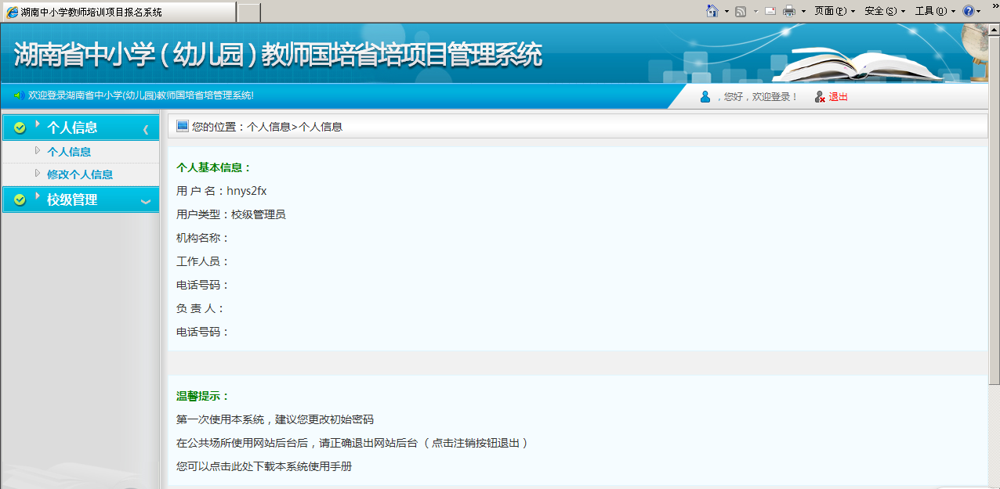 湖南中小学教师培训项目报名系统
页面(P) 安全(S) 工具(O)
湖南省中小学（幼儿园）教师国培省培项目管理系统
欢迎登录湖南省中小学(幼儿园)教师国培省培管理系统!
，您好，欢迎登录！ 退出
个人信息
个人信息
修改个人信息
校级管理
您的位置：个人信息>个人信息
个人基本信息：
用 户 名：hnys2fx
用户类型：校级管理员
机构名称：
工作人员：
电话号码：
负 责 人：
电话号码：
温馨提示：
第一次使用本系统，建议您更改初始密码
在公共场所使用网站后台后，请正确退出网站后台 （点击注销按钮退出 ）
您可以点击此处下载本系统使用手册